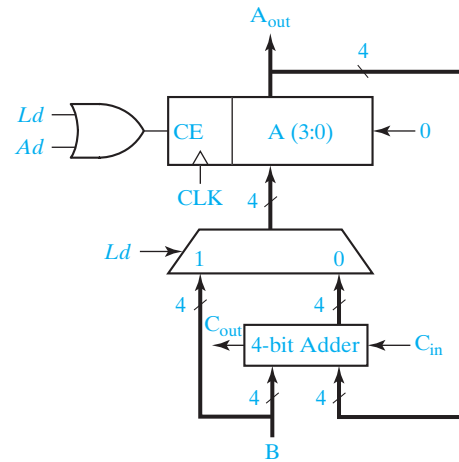 A_out
4
Ld
Ad
CE
A (3:0)
0
CLK
4
Ld
1
0
4
4
C_out
4-bit Adder
C_in
4
4
B